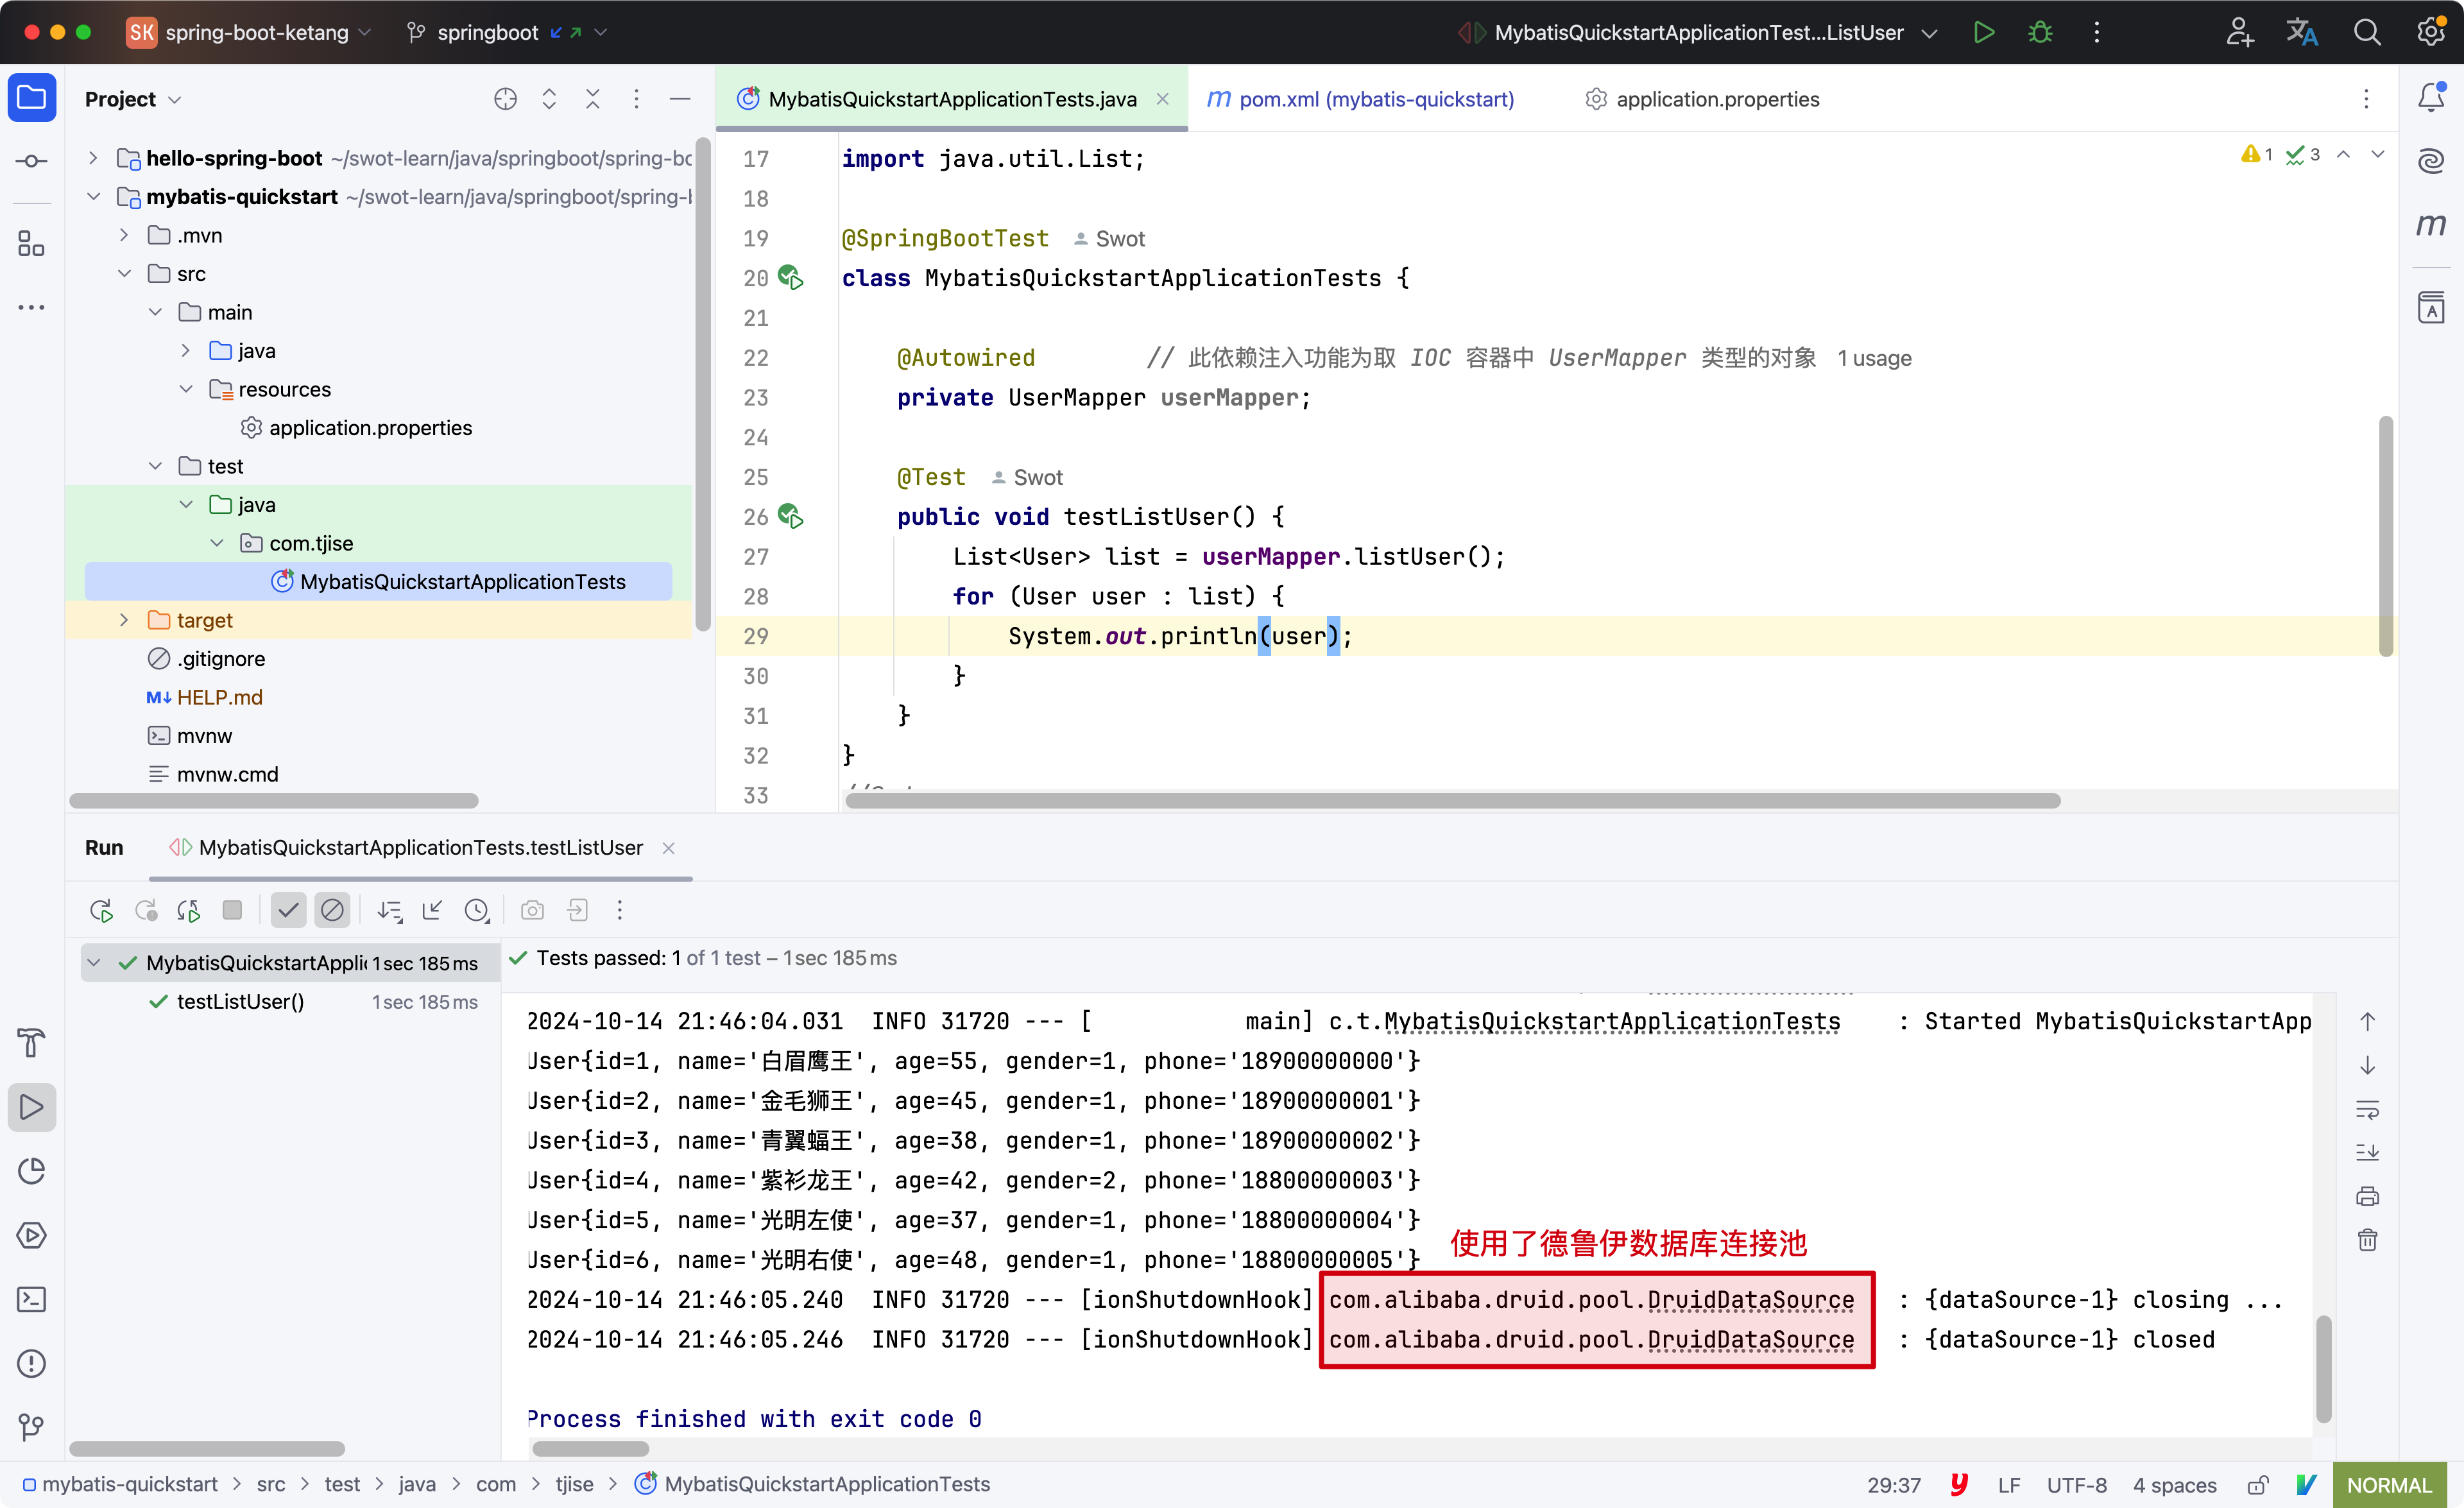 SK spring-boot-ketang springboot MybatisQuickstartApplicationTest...ListUser
Project
MybatisQuickstartApplicationTests.java pom.xml (mybatis-quickstart) application.properties
hello-spring-boot ~/swot-learn/java/springboot/spring-bo
mybatis-quickstart ~/swot-learn/java/springboot/spring-b
.mvn
src
main
java
resources
application.properties
test
java
com.tjise
MybatisQuickstartApplicationTests
target
.gitignore
HELP.md
mvnw
mvnw.cmd
1 3
17 import java.util.List;
18
19 @SpringBootTest Swot
20 class MybatisQuickstartApplicationTests {
21
22 @Autowired // 此依赖注入功能为取 IOC 容器中 UserMapper 类型的对象 1 usage
23 private UserMapper userMapper;
24
25 @Test Swot
26 public void testListUser() {
27 List<User> list = userMapper.listUser();
28 for (User user : list) {
29 System.out.println(user);
30 }
31 }
32 }
33
Run MybatisQuickstartApplicationTests.testListUser
MybatisQuickstartAppli 1 sec 185 ms
testListUser() 1 sec 185 ms
Tests passed: 1 of 1 test – 1 sec 185 ms
2024-10-14 21:46:04.031 INFO 31720 --- [ main] c.t.MybatisQuickstartApplicationTests : Started MybatisQuickstartApp
User{id=1, name='白眉鹰王', age=55, gender=1, phone='18900000000'}
User{id=2, name='金毛狮王', age=45, gender=1, phone='18900000001'}
User{id=3, name='青翼蝠王', age=38, gender=1, phone='18900000002'}
User{id=4, name='紫衫龙王', age=42, gender=2, phone='18800000003'}
User{id=5, name='光明左使', age=37, gender=1, phone='18800000004'}
使用了德鲁伊数据库连接池
User{id=6, name='光明右使', age=48, gender=1, phone='18800000005'}
2024-10-14 21:46:05.240 INFO 31720 --- [ionShutdownHook] com.alibaba.druid.pool.DruidDataSource : {dataSource-1} closing ...
2024-10-14 21:46:05.246 INFO 31720 --- [ionShutdownHook] com.alibaba.druid.pool.DruidDataSource : {dataSource-1} closed
Process finished with exit code 0
mybatis-quickstart > src > test > java > com > tjise > MybatisQuickstartApplicationTests
29:37 LF UTF-8 4 spaces NORMAL